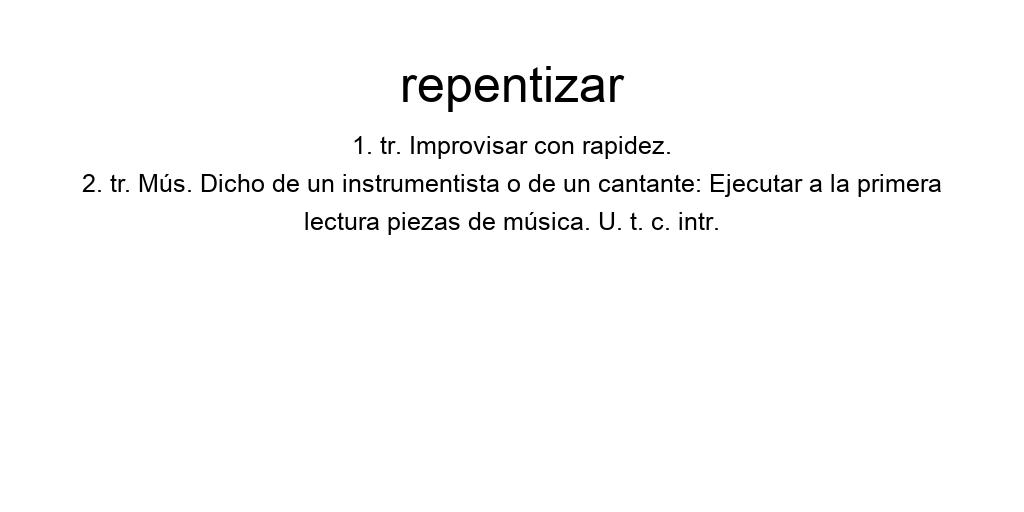 repentizar
1. tr. Improvisar con rapidez.
2. tr. Mús. Dicho de un instrumentista o de un cantante: Ejecutar a la primera
lectura piezas de música. U. t. c. intr.